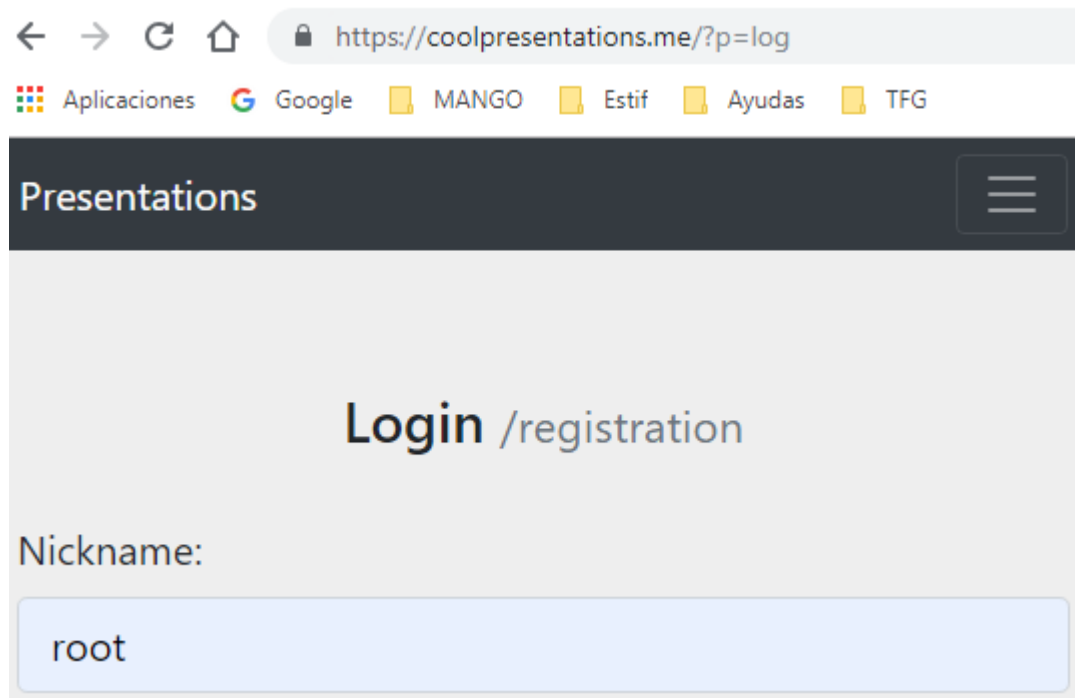 https://coolpresentations.me/?p=log
Aplicaciones Google MANGO Estif Ayudas TFG
Presentations
Login /registration
Nickname:
root